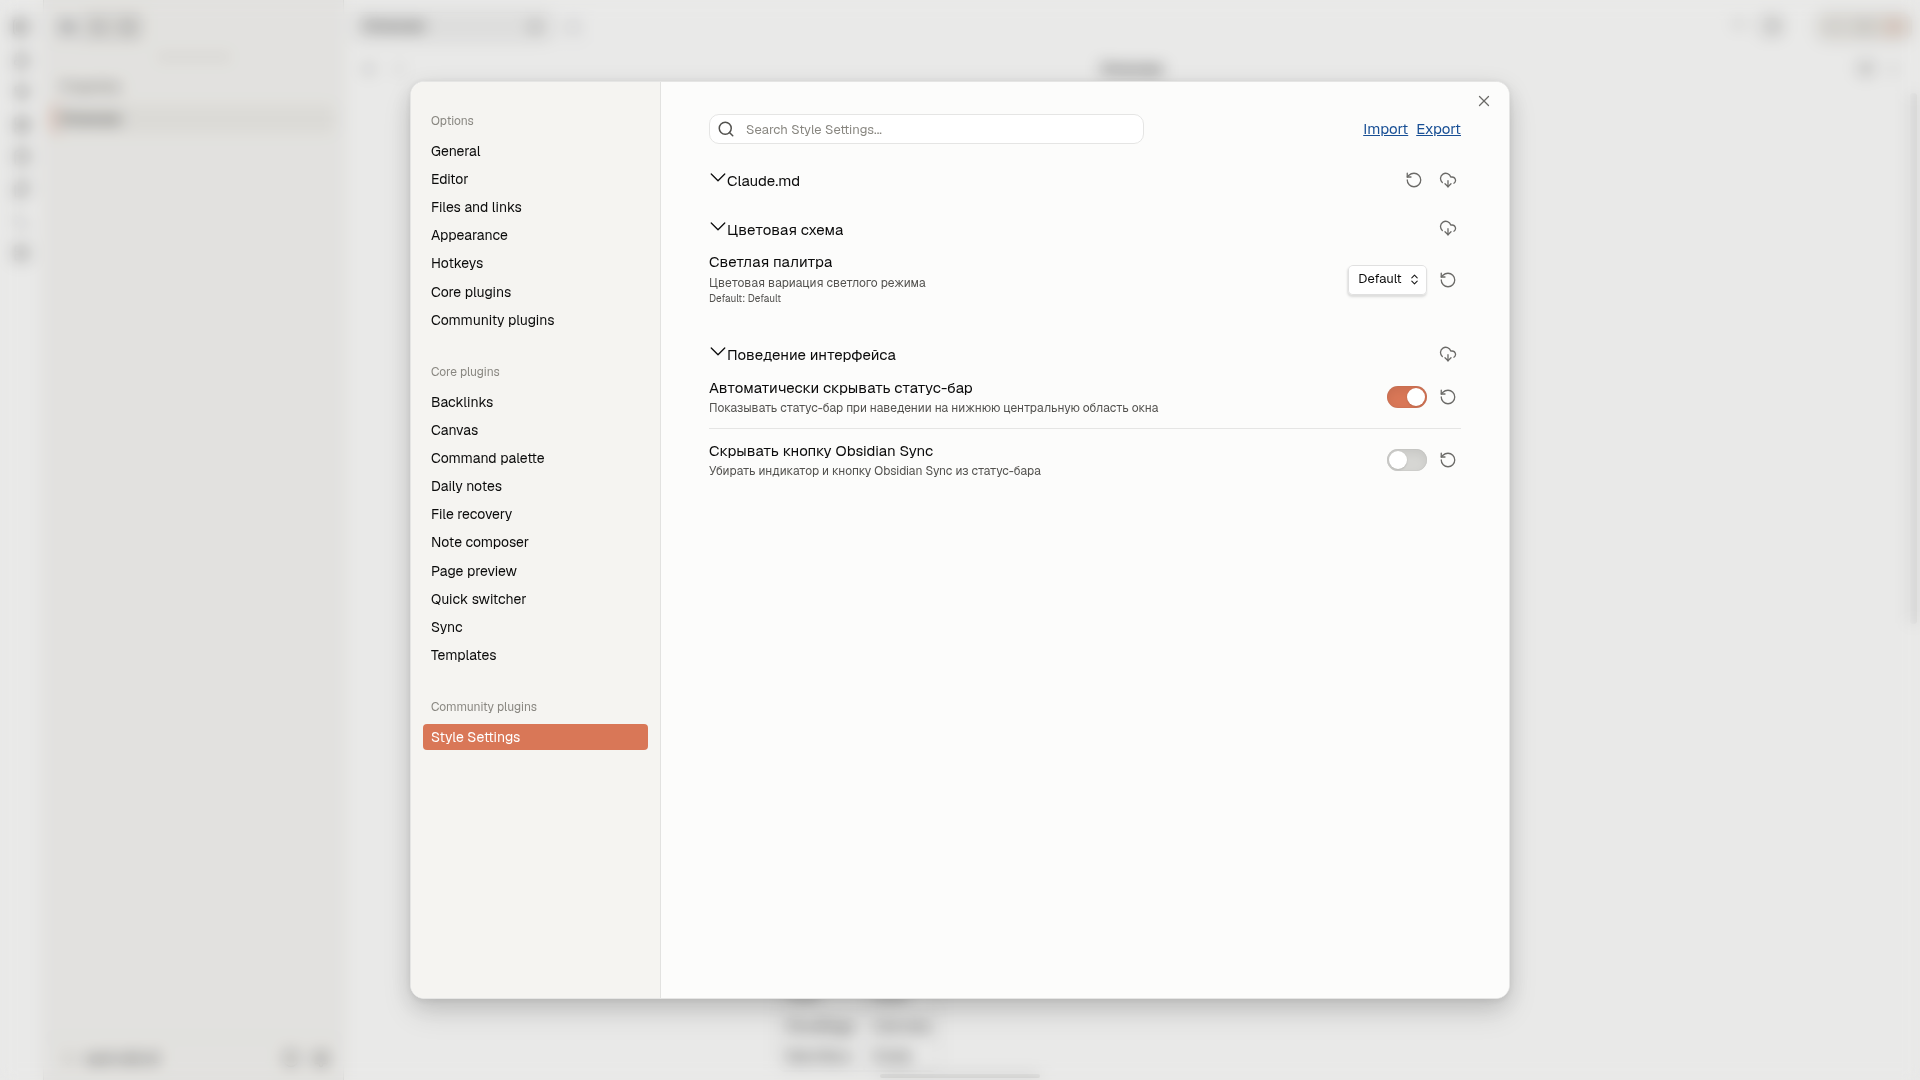 Options
General
Editor
Files and links
Appearance
Hotkeys
Core plugins
Community plugins
Core plugins
Backlinks
Canvas
Command palette
Daily notes
File recovery
Note composer
Page preview
Quick switcher
Sync
Templates
Community plugins
Style Settings
Search Style Settings...
Import Export
Claude.md
Цветовая схема
Светлая палитра
Цветовая вариация светлого режима
Default: Default
Default
Поведение интерфейса
Автоматически скрывать статус-бар
Показывать статус-бар при наведении на нижнюю центральную область окна
Скрывать кнопку Obsidian Sync
Убирать индикатор и кнопку Obsidian Sync из статус-бара